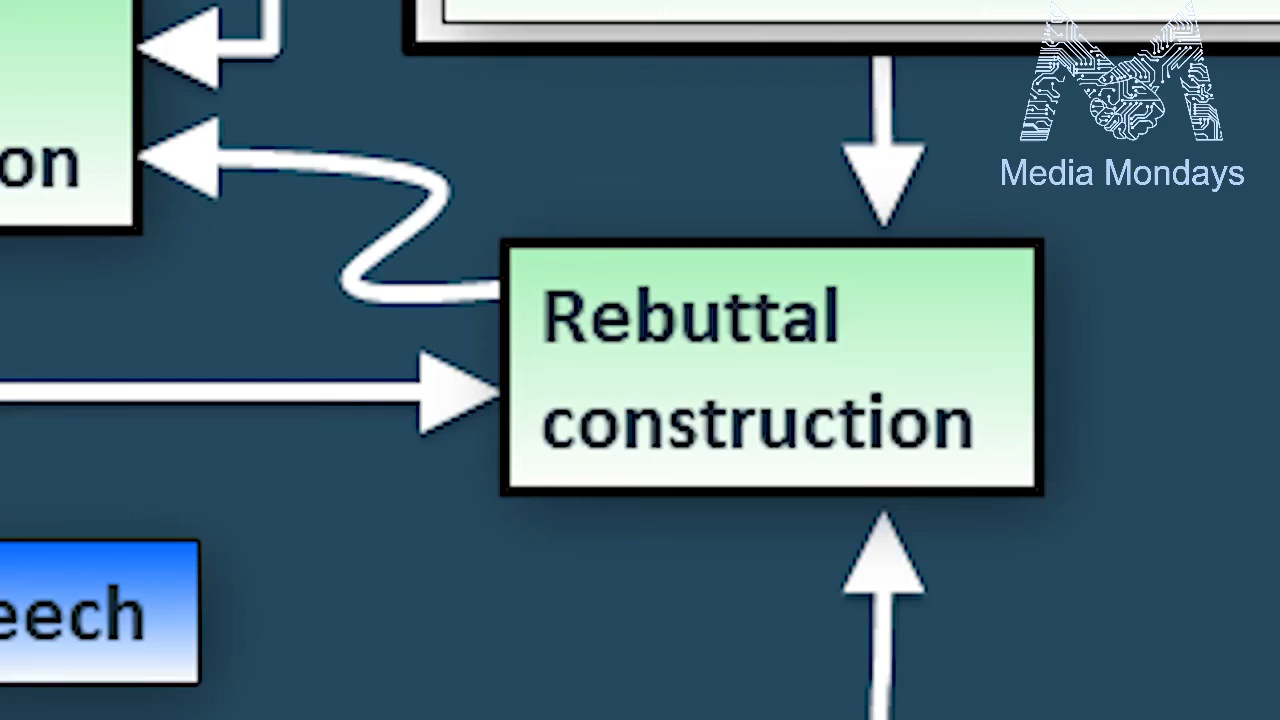 Media Mondays
on
Rebuttal
construction
eech